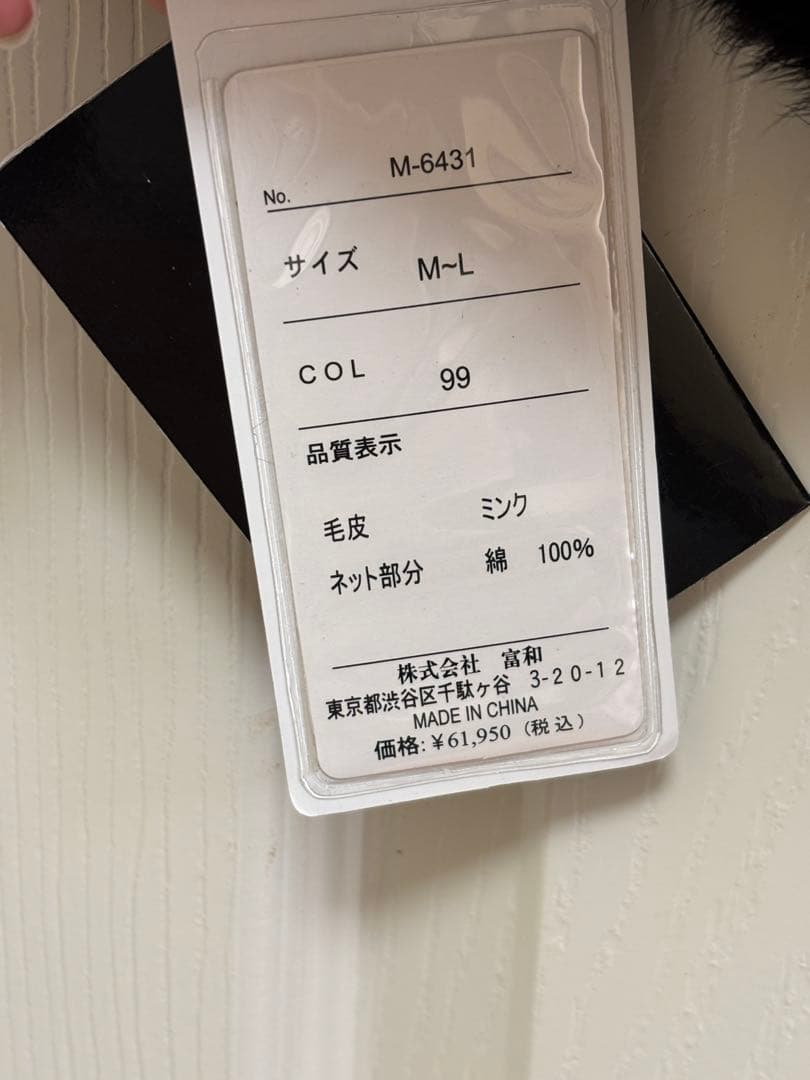 No. M-6431
サイズ M~L
COL 99
品質表示
毛皮 ミンク
ネット部分 綿 100%
株式会社 富和
東京都渋谷区千駄ヶ谷 3-20-12
MADE IN CHINA
価格:¥61,950(税込)